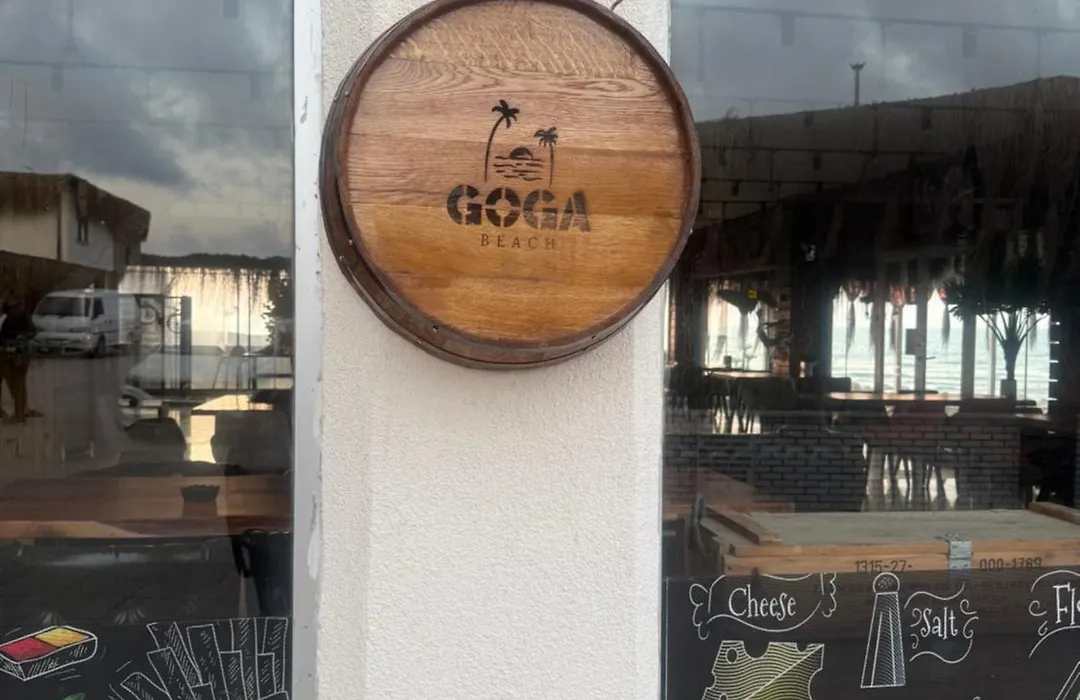 GOGA
BEACH
1315-27-
000-1789
Cheese
Salt